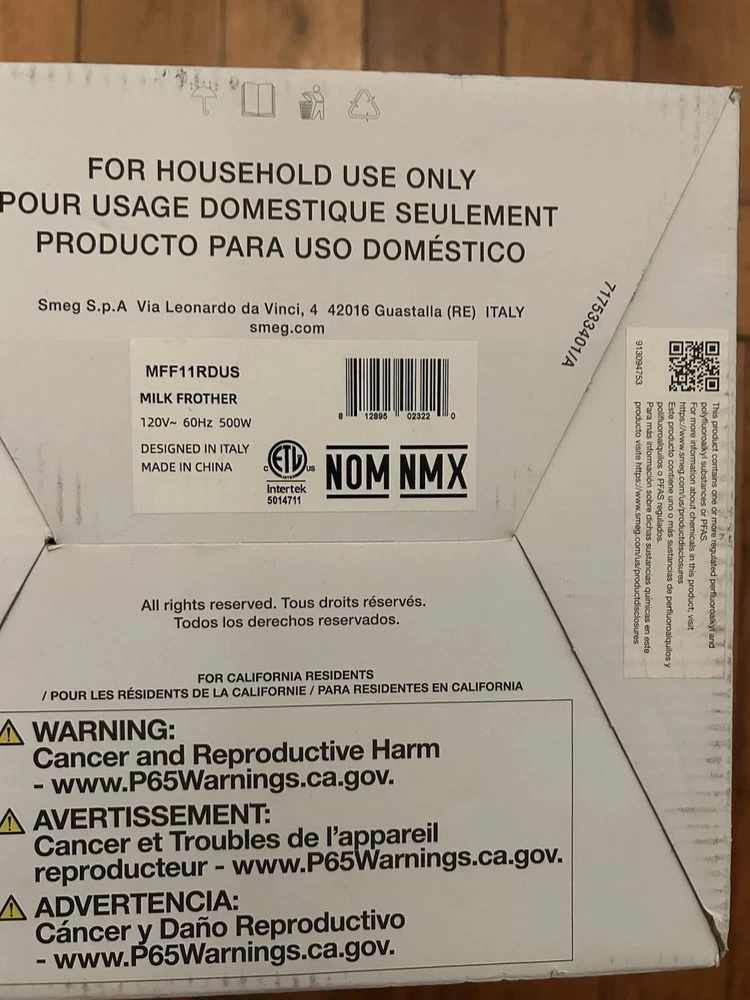 FOR HOUSEHOLD USE ONLY
POUR USAGE DOMESTIQUE SEULEMENT
PRODUCTO PARA USO DOMÉSTICO
Smeg S.p.A Via Leonardo da Vinci, 4 42016 Guastalla (RE) ITALY
smeg.com
717533401/A
MFF11RDUS
MILK FROTHER
120V~ 60Hz 500W
DESIGNED IN ITALY
MADE IN CHINA
8 12895 02322 0
ETL
C US
INTERTEK
Intertek
5014711
NOM NMX
913094753
This product contains one or more regulated perfluoroalkyl and
polyfluoroalkyl substances or PFAS.
For more information about chemicals in this product, visit
https://www.smeg.com/us/productdisclosures
Este producto contiene uno o más sustancias de perfluoroalquilos y
polifluoroalquilos o PFAS regulados.
Para más información sobre dichas sustancias químicas en este
producto visite https://www.smeg.com/us/productdisclosures
All rights reserved. Tous droits réservés.
Todos los derechos reservados.
FOR CALIFORNIA RESIDENTS
/ POUR LES RÉSIDENTS DE LA CALIFORNIE / PARA RESIDENTES EN CALIFORNIA
WARNING:
Cancer and Reproductive Harm
- www.P65Warnings.ca.gov.
AVERTISSEMENT:
Cancer et Troubles de l'appareil
reproducteur - www.P65Warnings.ca.gov.
ADVERTENCIA:
Cáncer y Daño Reproductivo
- www.P65Warnings.ca.gov.